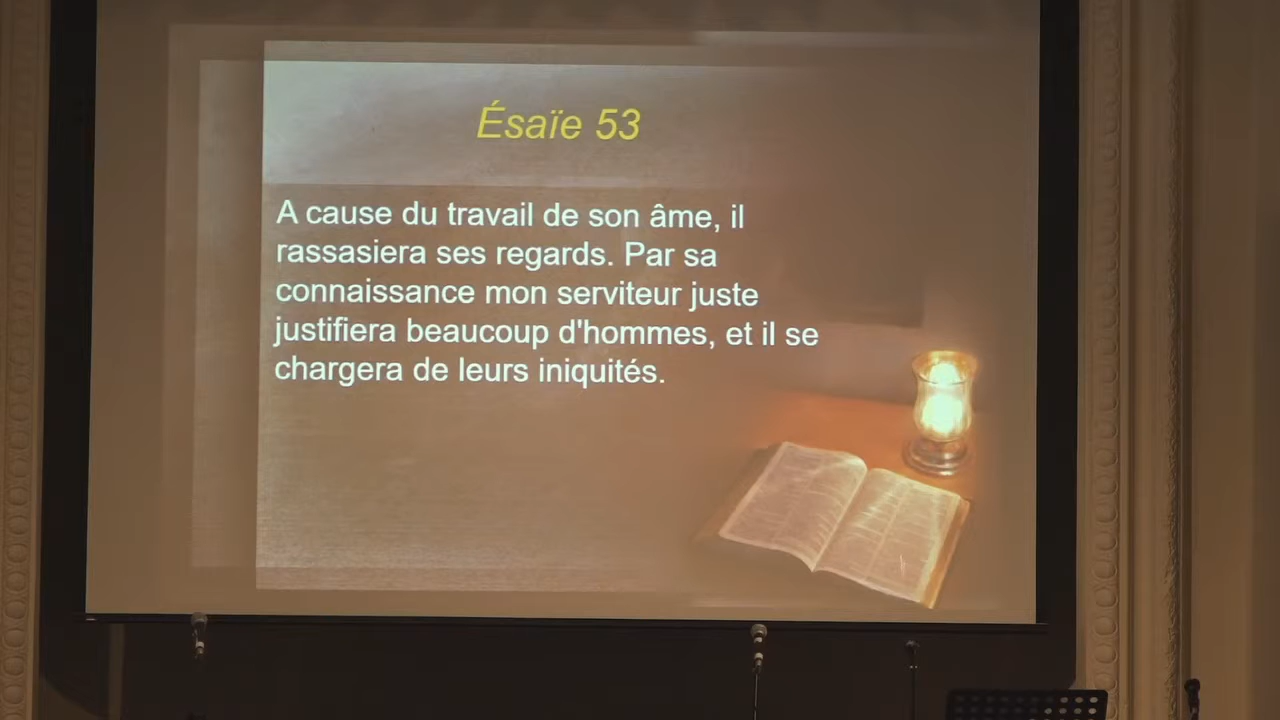 Ésaïe 53
A cause du travail de son âme, il
rassasiera ses regards. Par sa
connaissance mon serviteur juste
justifiera beaucoup d'hommes, et il se
chargera de leurs iniquités.